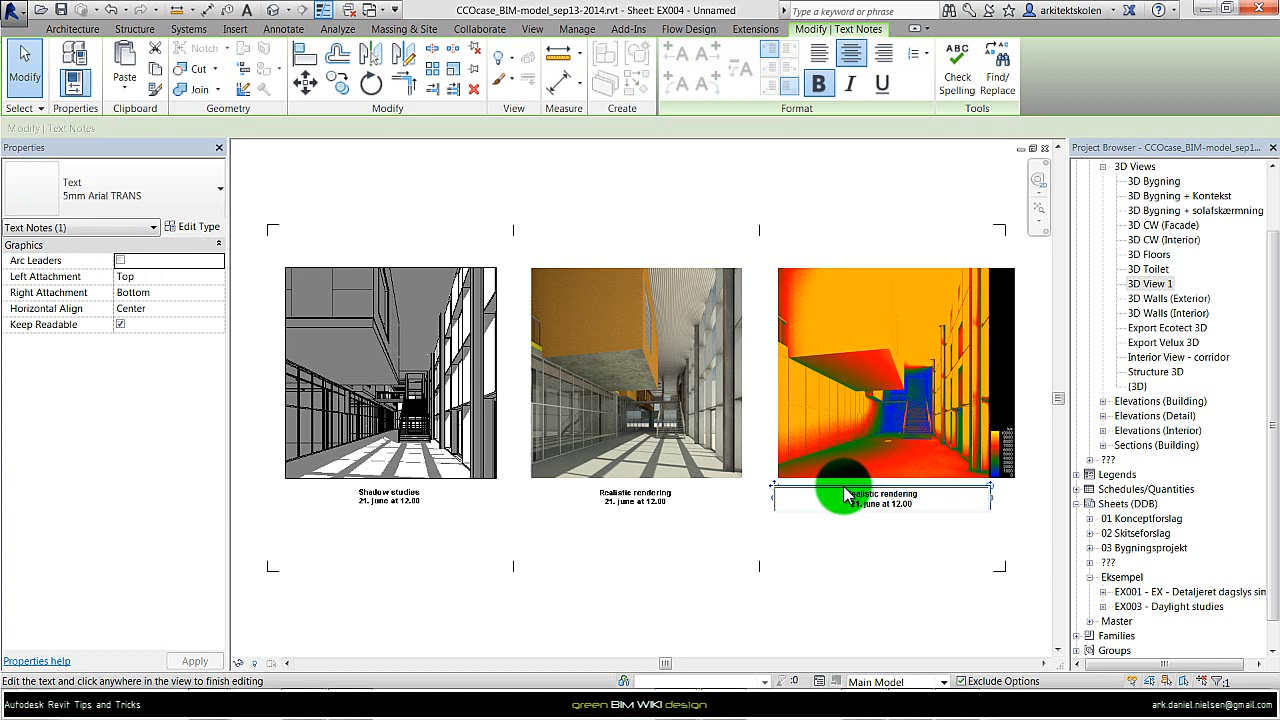 CCOcase_BIM-model_sep13-2014.rvt - Sheet: EX004 - Unnamed
Type a keyword or phrase
arkitektskolen
Architecture
Structure
Systems
Insert
Annotate
Analyze
Massing & Site
Collaborate
View
Manage
Add-Ins
Flow Design
Extensions
Modify | Text Notes
Modify
Paste
Notch
Cut
Join
Check
Spelling
Find/
Replace
Select
Properties
Clipboard
Geometry
Modify
View
Measure
Create
Format
Tools
Modify | Text Notes
Properties
Text
5mm Arial TRANS
Text Notes (1)
Edit Type
Graphics
Arc Leaders
Left Attachment Top
Right Attachment Bottom
Horizontal Align Center
Keep Readable
Properties help
Apply
Shadow studies
21. june at 12.00
Realistic rendering
21. june at 12.00
Realistic rendering
21. june at 12.00
Project Browser - CCOcase_BIM-model_sep1...
3D Views
3D Bygning
3D Bygning + Kontekst
3D Bygning + solafskærmning
3D CW (Facade)
3D CW (Interior)
3D Floors
3D Toilet
3D View 1
3D Walls (Exterior)
3D Walls (Interior)
Export Ecotect 3D
Export Velux 3D
Interior View - corridor
Structure 3D
{3D}
Elevations (Building)
Elevations (Detail)
Elevations (Interior)
Sections (Building)
???
Legends
Schedules/Quantities
Sheets (DDB)
01 Konceptforslag
02 Skitseforslag
03 Bygningsprojekt
???
Eksempel
EX001 - EX - Detaljeret dagslys sim
EX003 - Daylight studies
Master
Families
Groups
Edit the text and click anywhere in the view to finish editing
:0
Main Model
Exclude Options
:1
Autodesk Revit Tips and Tricks
green BIM WIKI design
ark.daniel.nielsen@gmail.com